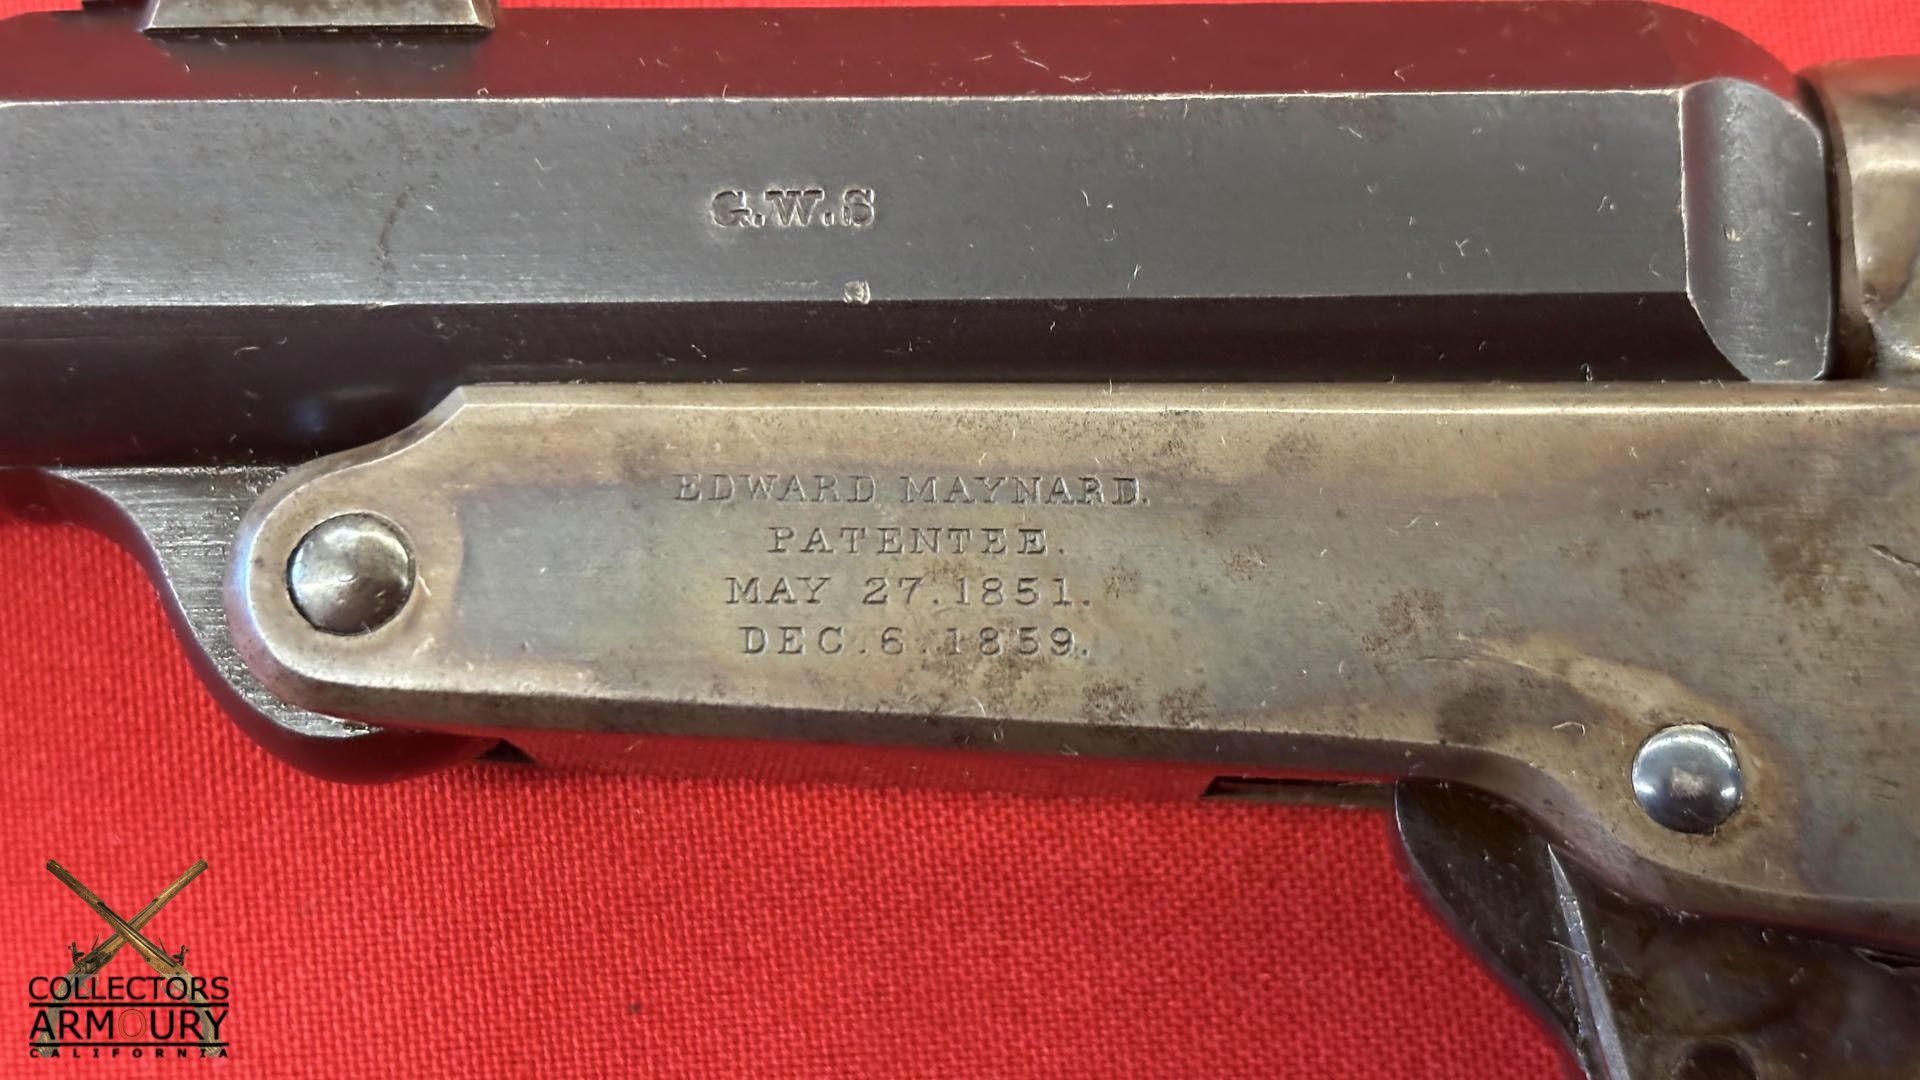 G.W.S
EDWARD MAYNARD.
PATENTEE.
MAY 27.1851.
DEC.6.1859.
COLLECTORS
ARMOURY
CALIFORNIA